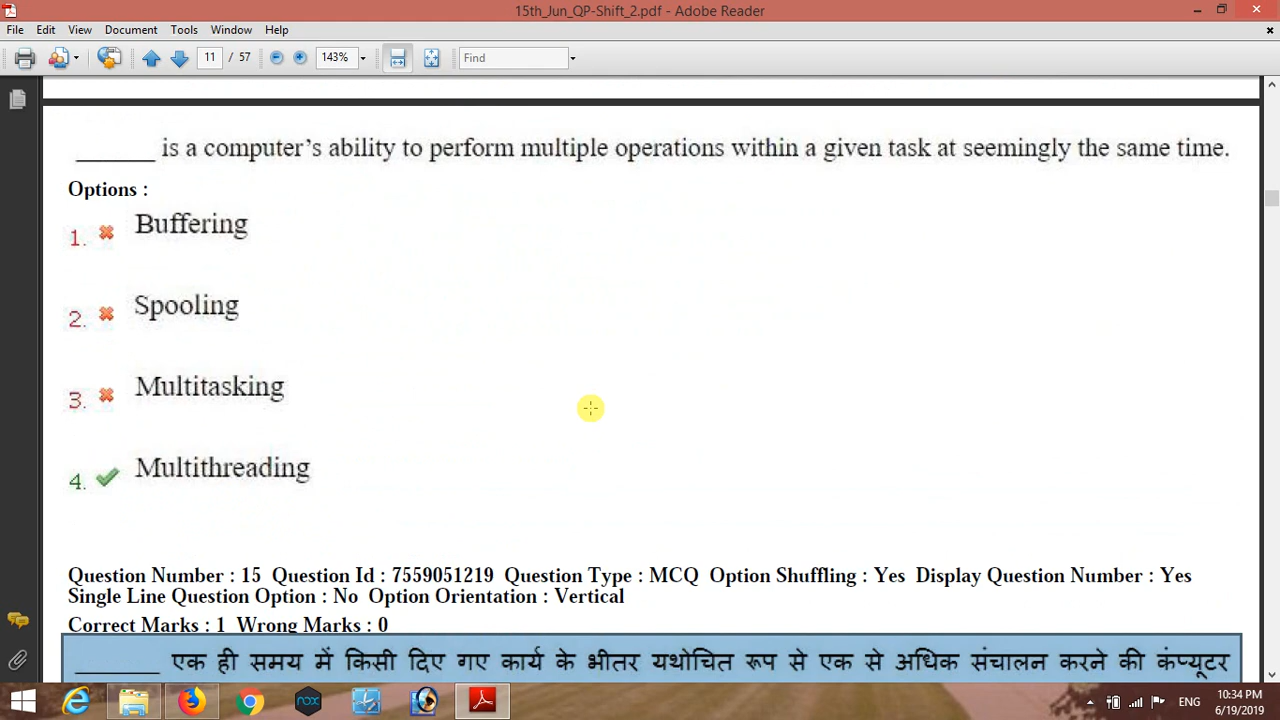 15th_Jun_QP-Shift_2.pdf - Adobe Reader
File Edit View Document Tools Window Help
11 / 57 143% Find
______ is a computer's ability to perform multiple operations within a given task at seemingly the same time.
Options :
1. Buffering
2. Spooling
3. Multitasking
4. Multithreading
Question Number : 15 Question Id : 7559051219 Question Type : MCQ Option Shuffling : Yes Display Question Number : Yes
Single Line Question Option : No Option Orientation : Vertical
Correct Marks : 1 Wrong Marks : 0
______ एक ही समय में किसी दिए गए कार्य के भीतर यथोचित रूप से एक से अधिक संचालन करने की कंप्यूटर
nox ENG 10:34 PM
6/19/2019